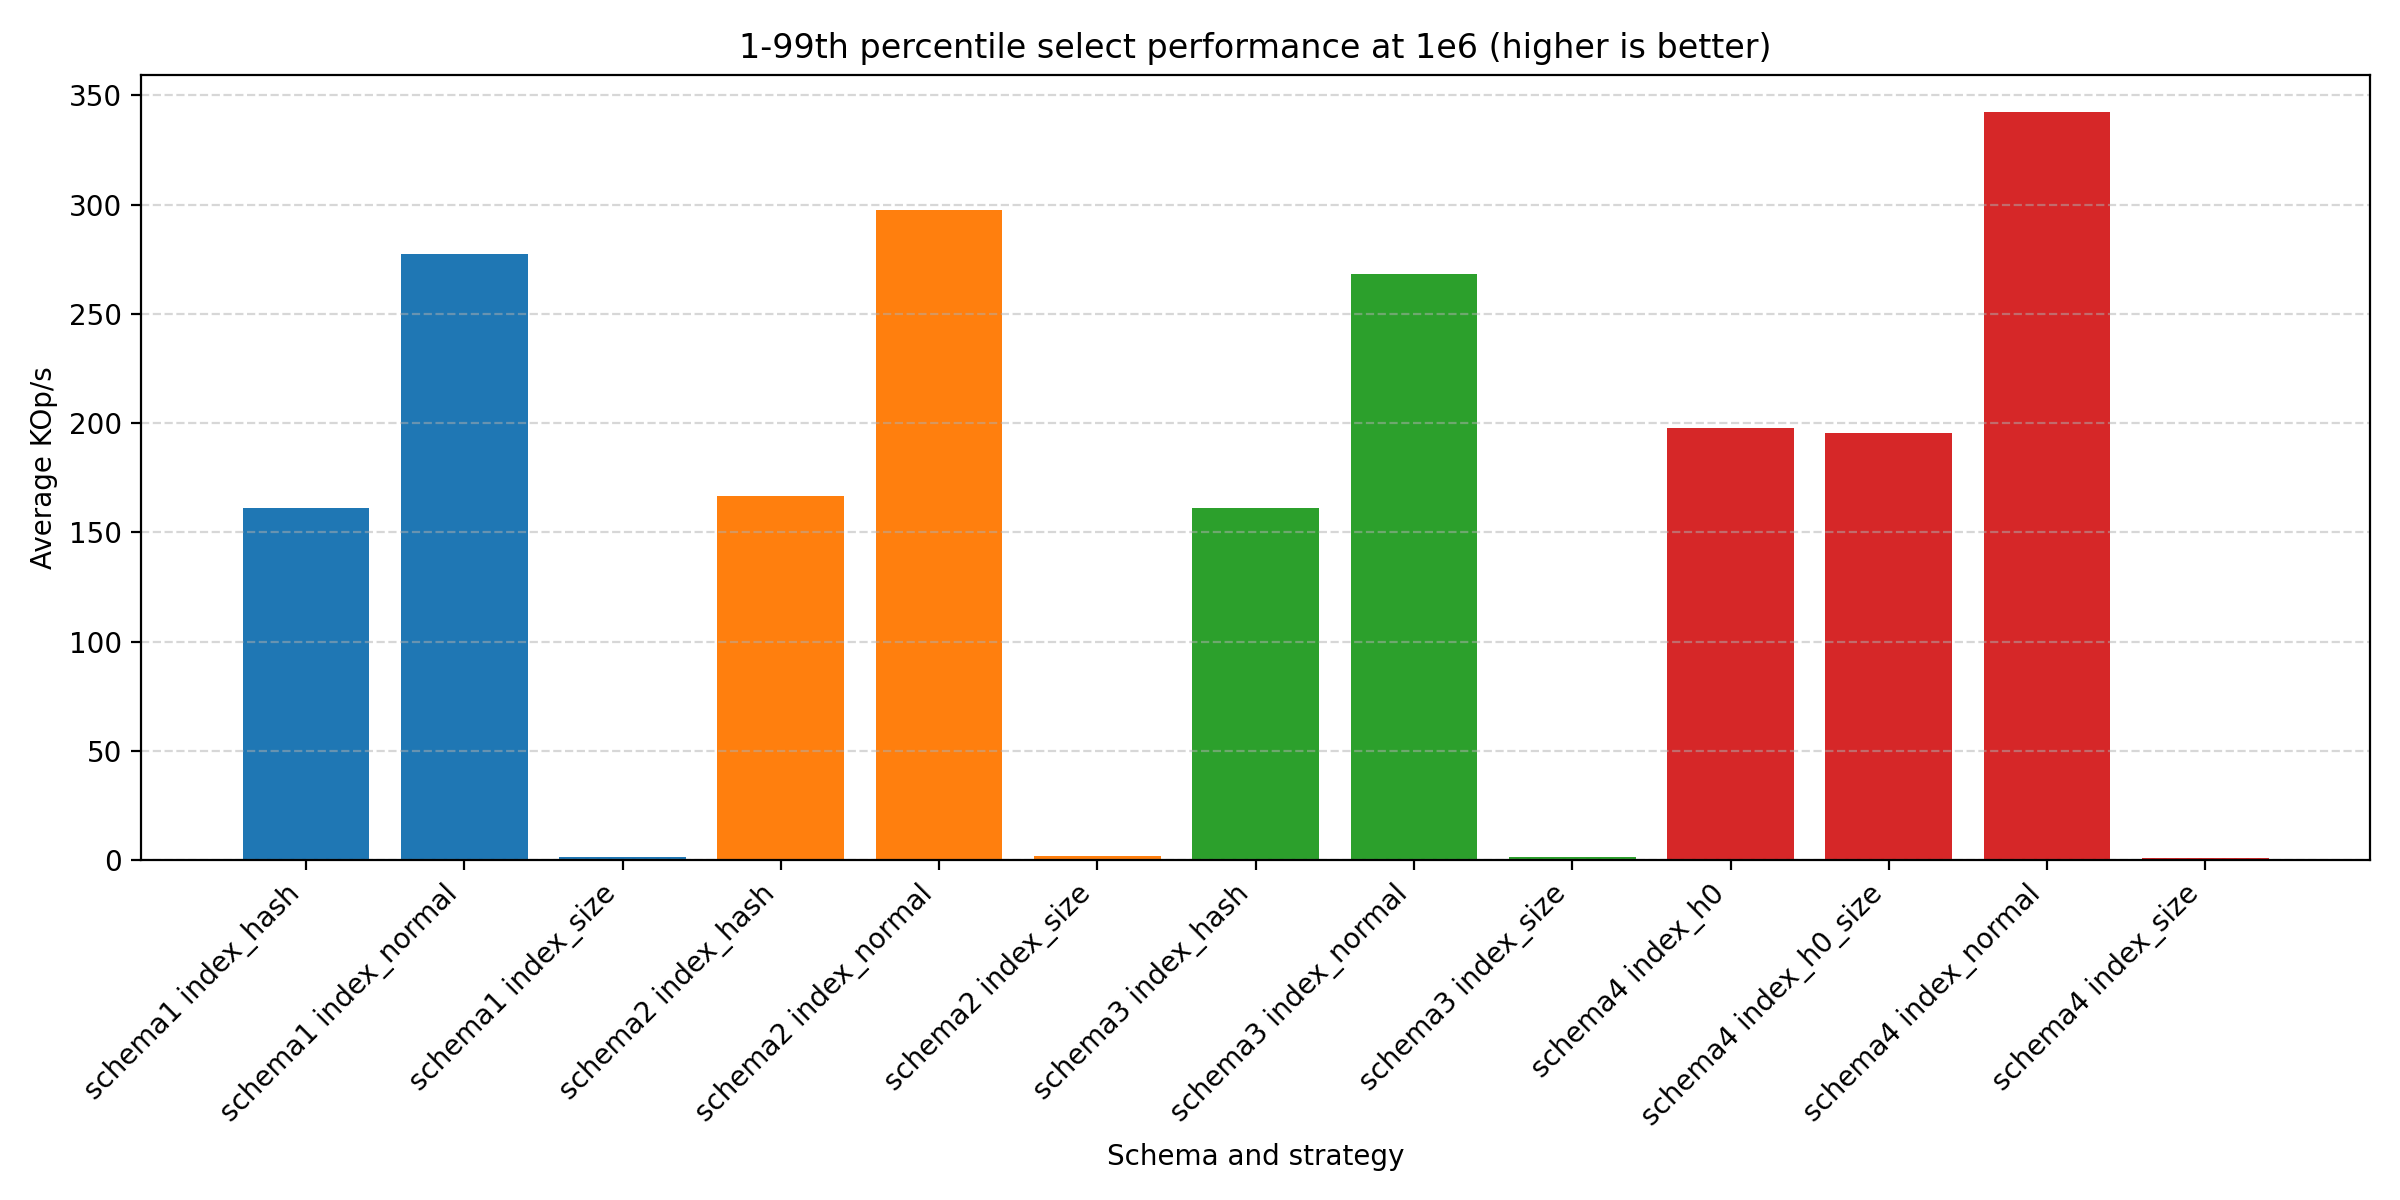 1-99th percentile select performance at 1e6 (higher is better)
Average KOp/s
350
300
250
200
150
100
50
0
schema1 index_hash
schema1 index_normal
schema1 index_size
schema2 index_hash
schema2 index_normal
schema2 index_size
schema3 index_hash
schema3 index_normal
schema3 index_size
schema4 index_h0
schema4 index_h0_size
schema4 index_normal
schema4 index_size
Schema and strategy